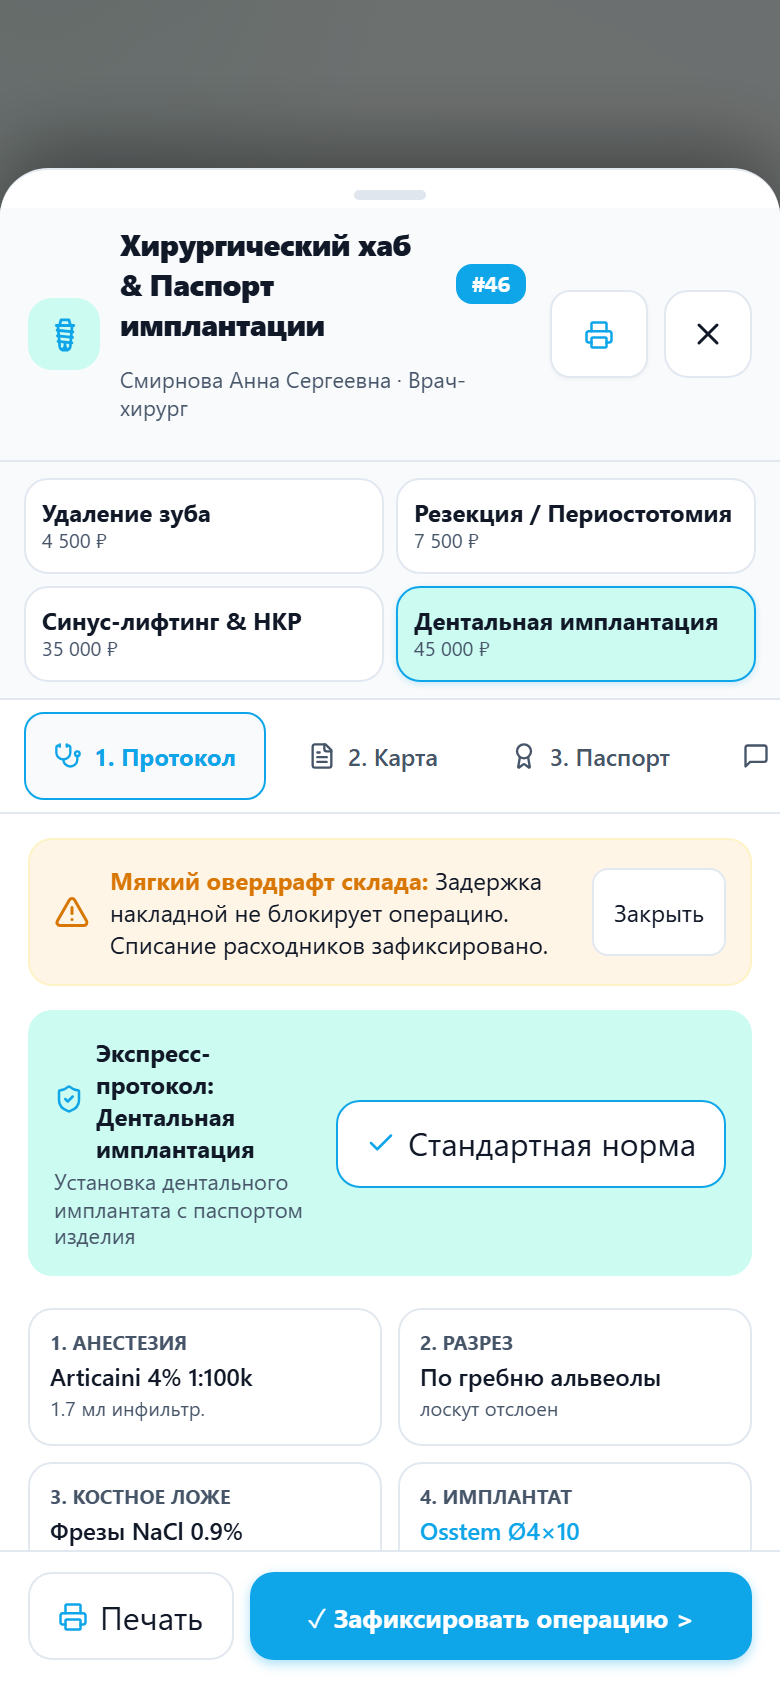 Хирургический хаб
& Паспорт
имплантации
#46
Смирнова Анна Сергеевна · Врач-
хирург
Удаление зуба
4 500 ₽
Резекция / Периостотомия
7 500 ₽
Синус-лифтинг & НКР
35 000 ₽
Дентальная имплантация
45 000 ₽
1. Протокол
2. Карта
3. Паспорт
Мягкий овердрафт склада: Задержка
накладной не блокирует операцию.
Списание расходников зафиксировано.
Закрыть
Экспресс-
протокол:
Дентальная
имплантация
Установка дентального
имплантата с паспортом
изделия
✓ Стандартная норма
1. АНЕСТЕЗИЯ
Articaini 4% 1:100k
1.7 мл инфильтр.
2. РАЗРЕЗ
По гребню альвеолы
лоскут отслоен
3. КОСТНОЕ ЛОЖЕ
Фрезы NaCl 0.9%
4. ИМПЛАНТАТ
Osstem Ø4×10
Печать
✓ Зафиксировать операцию >